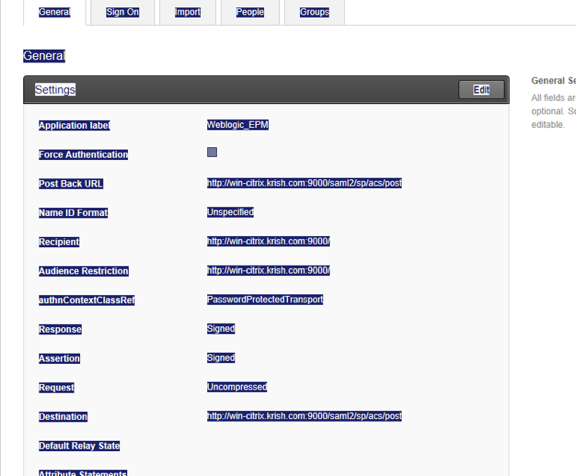 General Sign On Import People Groups
General
Settings Edit
General Se
All fields are
optional. So
editable.
Application label Weblogic_EPM
Force Authentication
Post Back URL http://win-citrix.krish.com:9000/saml2/sp/acs/post
Name ID Format Unspecified
Recipient http://win-citrix.krish.com:9000/
Audience Restriction http://win-citrix.krish.com:9000/
authnContextClassRef PasswordProtectedTransport
Response Signed
Assertion Signed
Request Uncompressed
Destination http://win-citrix.krish.com:9000/saml2/sp/acs/post
Default Relay State
Attribute Statements